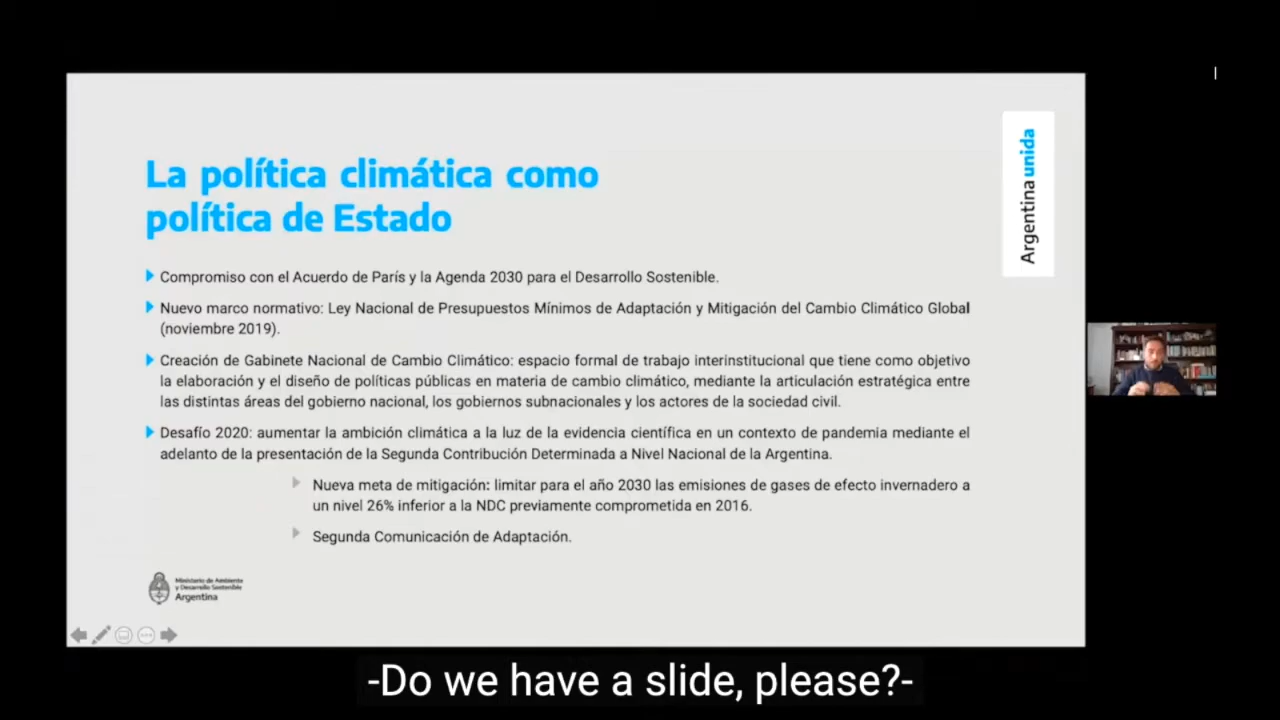 La política climática como
política de Estado
Argentina unida
Compromiso con el Acuerdo de París y la Agenda 2030 para el Desarrollo Sostenible.
Nuevo marco normativo: Ley Nacional de Presupuestos Mínimos de Adaptación y Mitigación del Cambio Climático Global
(noviembre 2019).
Creación de Gabinete Nacional de Cambio Climático: espacio formal de trabajo interinstitucional que tiene como objetivo
la elaboración y el diseño de políticas públicas en materia de cambio climático, mediante la articulación estratégica entre
las distintas áreas del gobierno nacional, los gobiernos subnacionales y los actores de la sociedad civil.
Desafío 2020: aumentar la ambición climática a la luz de la evidencia científica en un contexto de pandemia mediante el
adelanto de la presentación de la Segunda Contribución Determinada a Nivel Nacional de la Argentina.
Nueva meta de mitigación: limitar para el año 2030 las emisiones de gases de efecto invernadero a
un nivel 26% inferior a la NDC previamente comprometida en 2016.
Segunda Comunicación de Adaptación.
Ministerio de Ambiente
y Desarrollo Sostenible
Argentina
-Do we have a slide, please?-